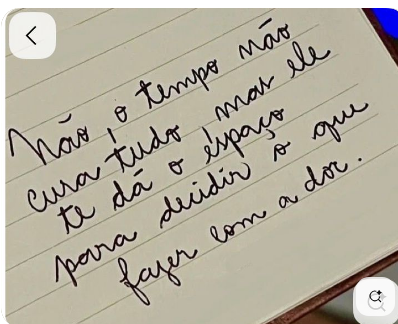 Não, o tempo não
cura tudo mas ele
te dá o espaço
para decidir o que
fazer com a dor.